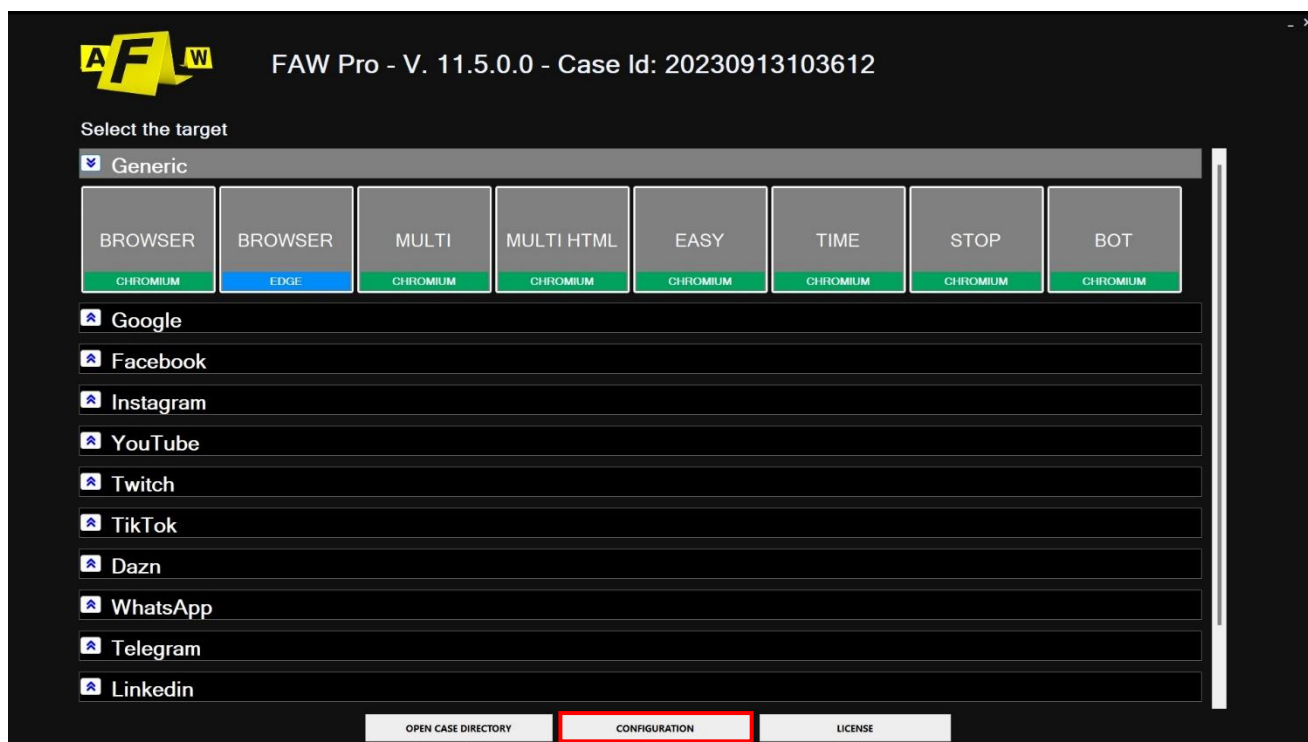 A F W
FAW Pro - V. 11.5.0.0 - Case Id: 20230913103612
Select the target
Generic
BROWSER BROWSER MULTI MULTI HTML EASY TIME STOP BOT
CHROMIUM EDGE CHROMIUM CHROMIUM CHROMIUM CHROMIUM CHROMIUM CHROMIUM
Google
Facebook
Instagram
YouTube
Twitch
TikTok
Dazn
WhatsApp
Telegram
Linkedin
OPEN CASE DIRECTORY CONFIGURATION LICENSE